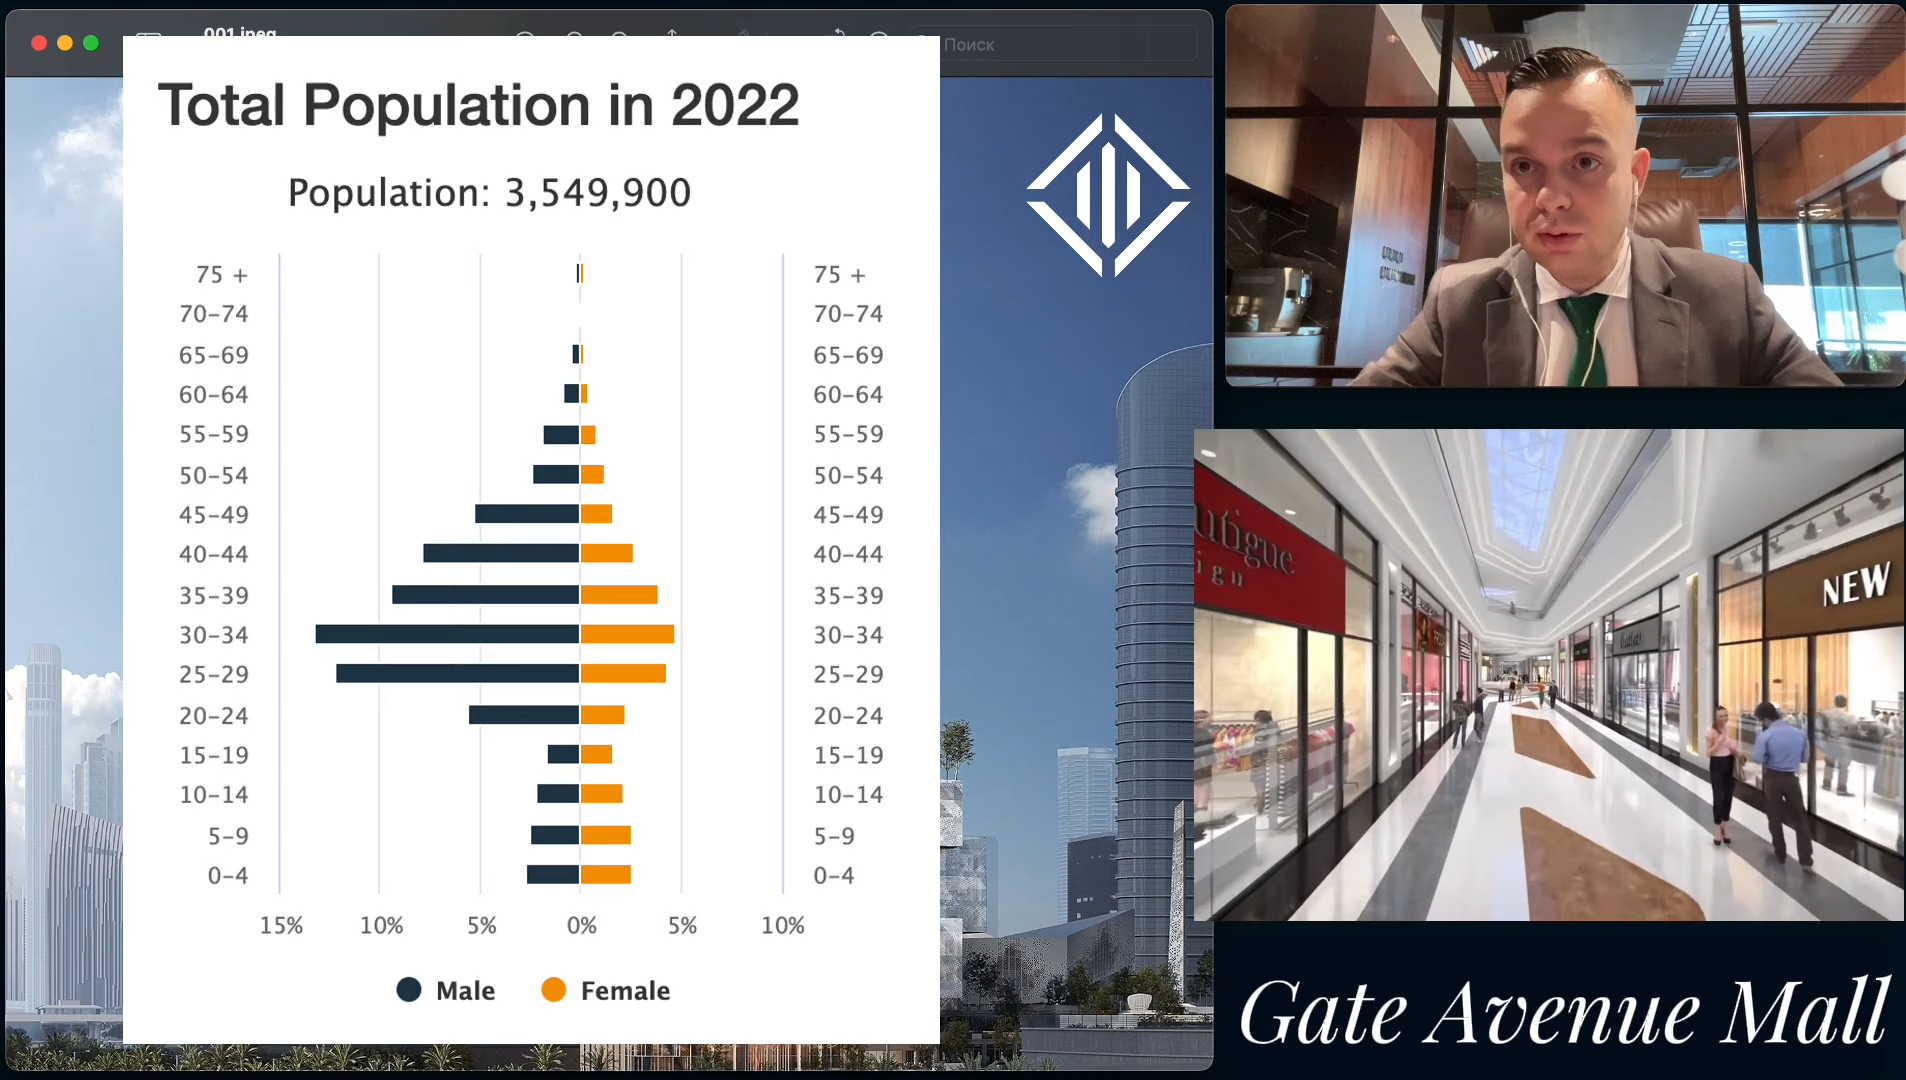 001.jpeg
Поиск
Total Population in 2022
Population: 3,549,900
75 + 75 +
70-74 70-74
65-69 65-69
60-64 60-64
55-59 55-59
50-54 50-54
45-49 45-49
40-44 40-44
35-39 35-39
30-34 30-34
25-29 25-29
20-24 20-24
15-19 15-19
10-14 10-14
5-9 5-9
0-4 0-4
15% 10% 5% 0% 5% 10%
Male Female
NEW
Gate Avenue Mall